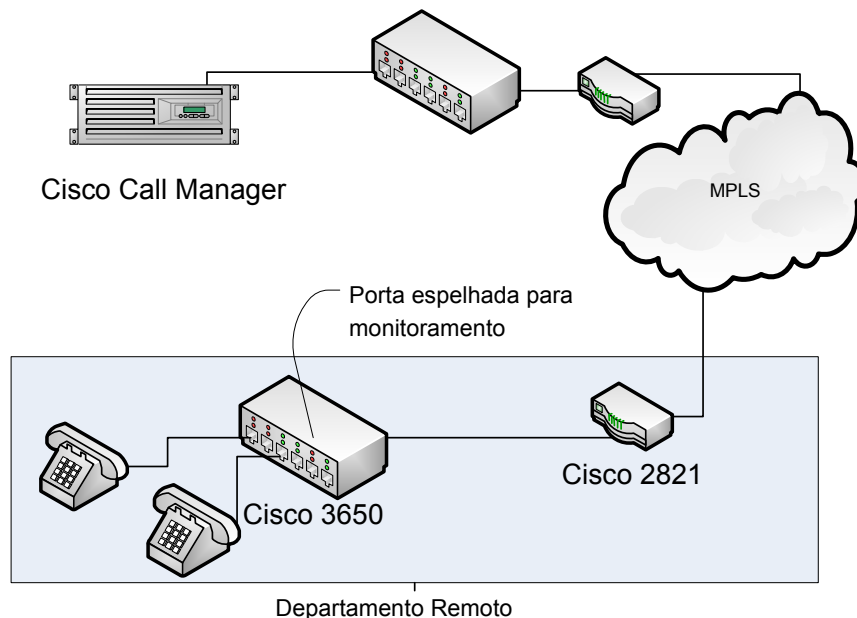 Cisco Call Manager
MPLS
Porta espelhada para
monitoramento
Cisco 2821
Cisco 3650
Departamento Remoto